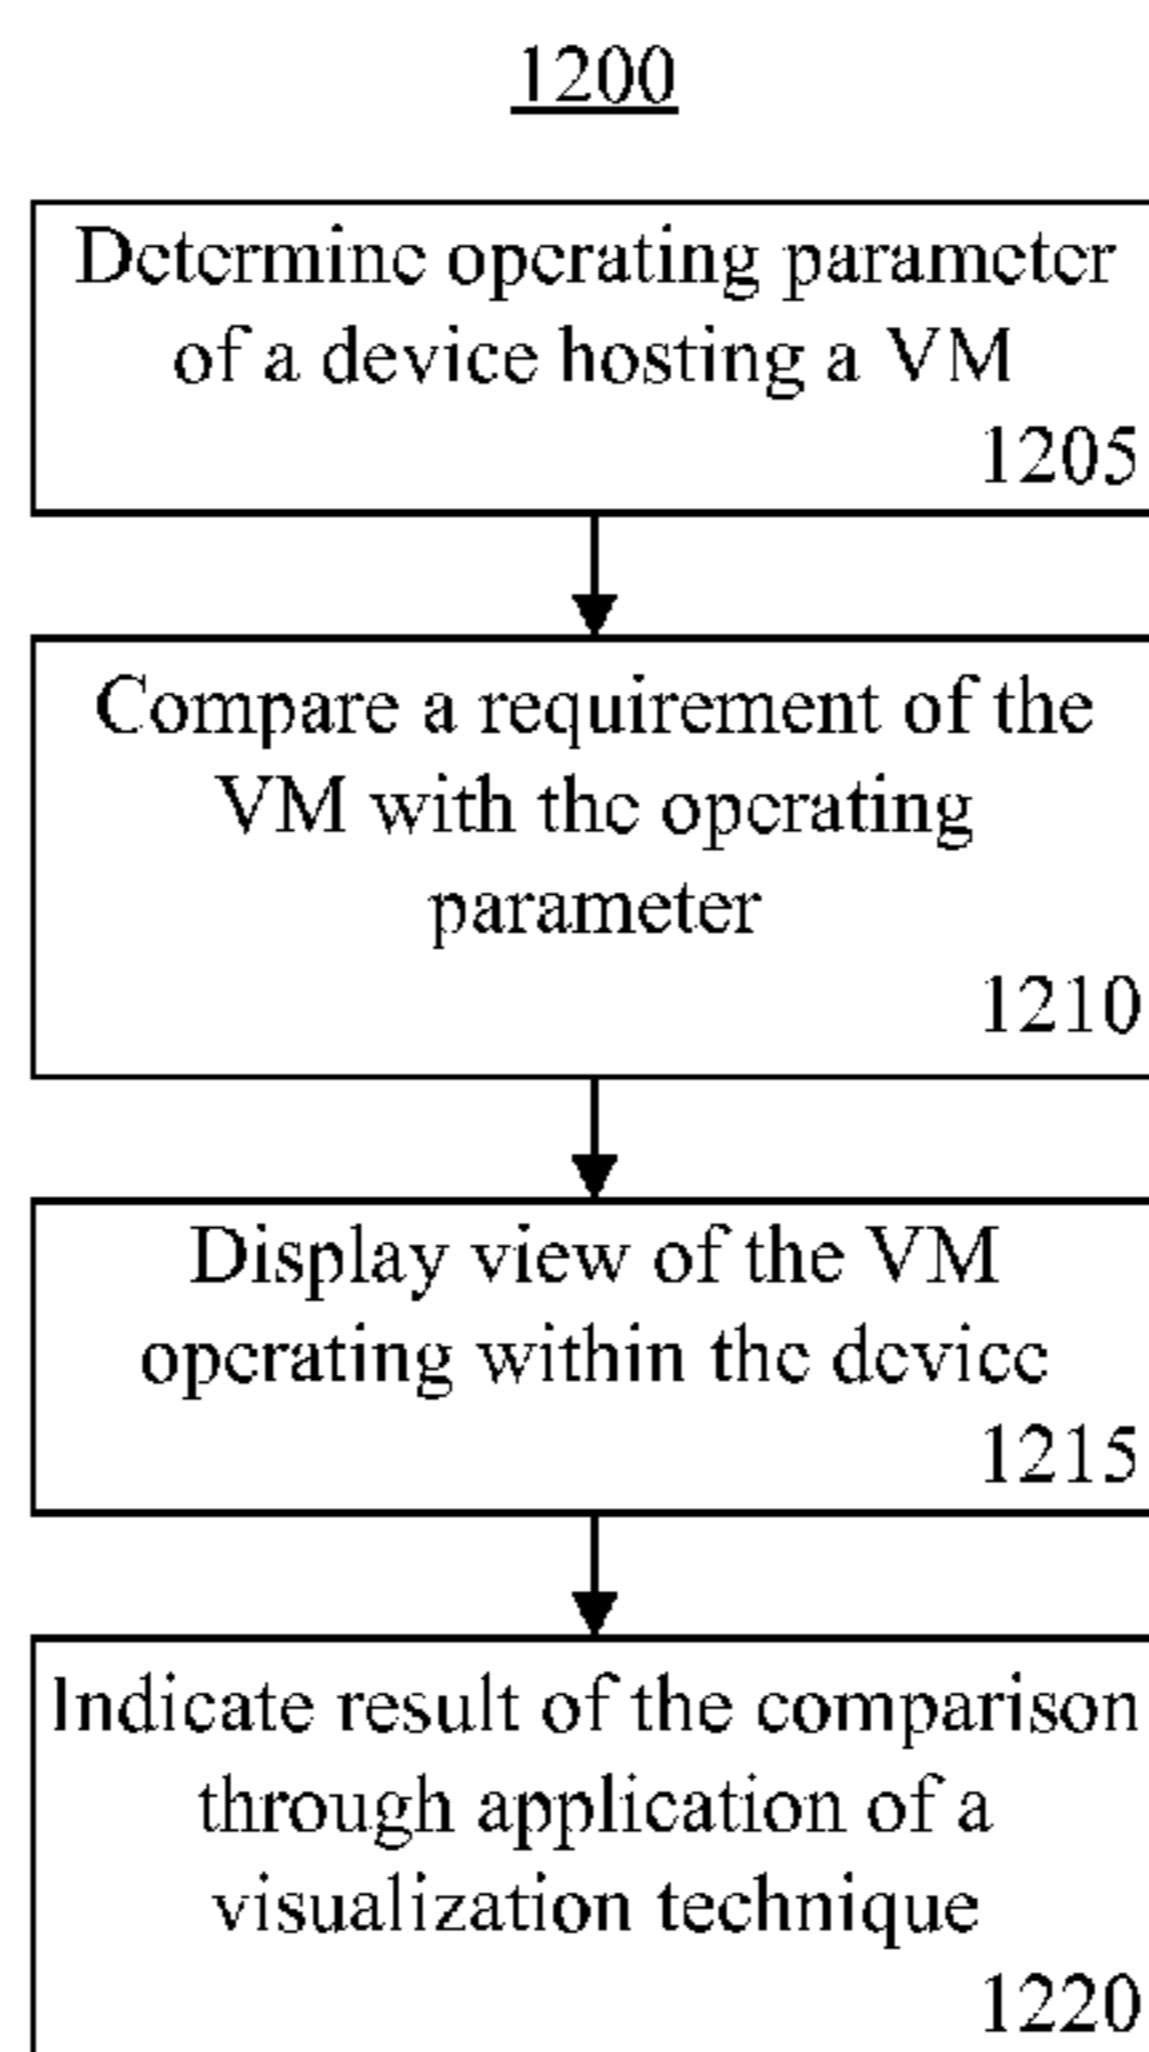 1200
Determine operating parameter
of a device hosting a VM
1205
Compare a requirement of the
VM with the operating
parameter
1210
Display view of the VM
operating within the device
1215
Indicate result of the comparison
through application of a
visualization technique
1220